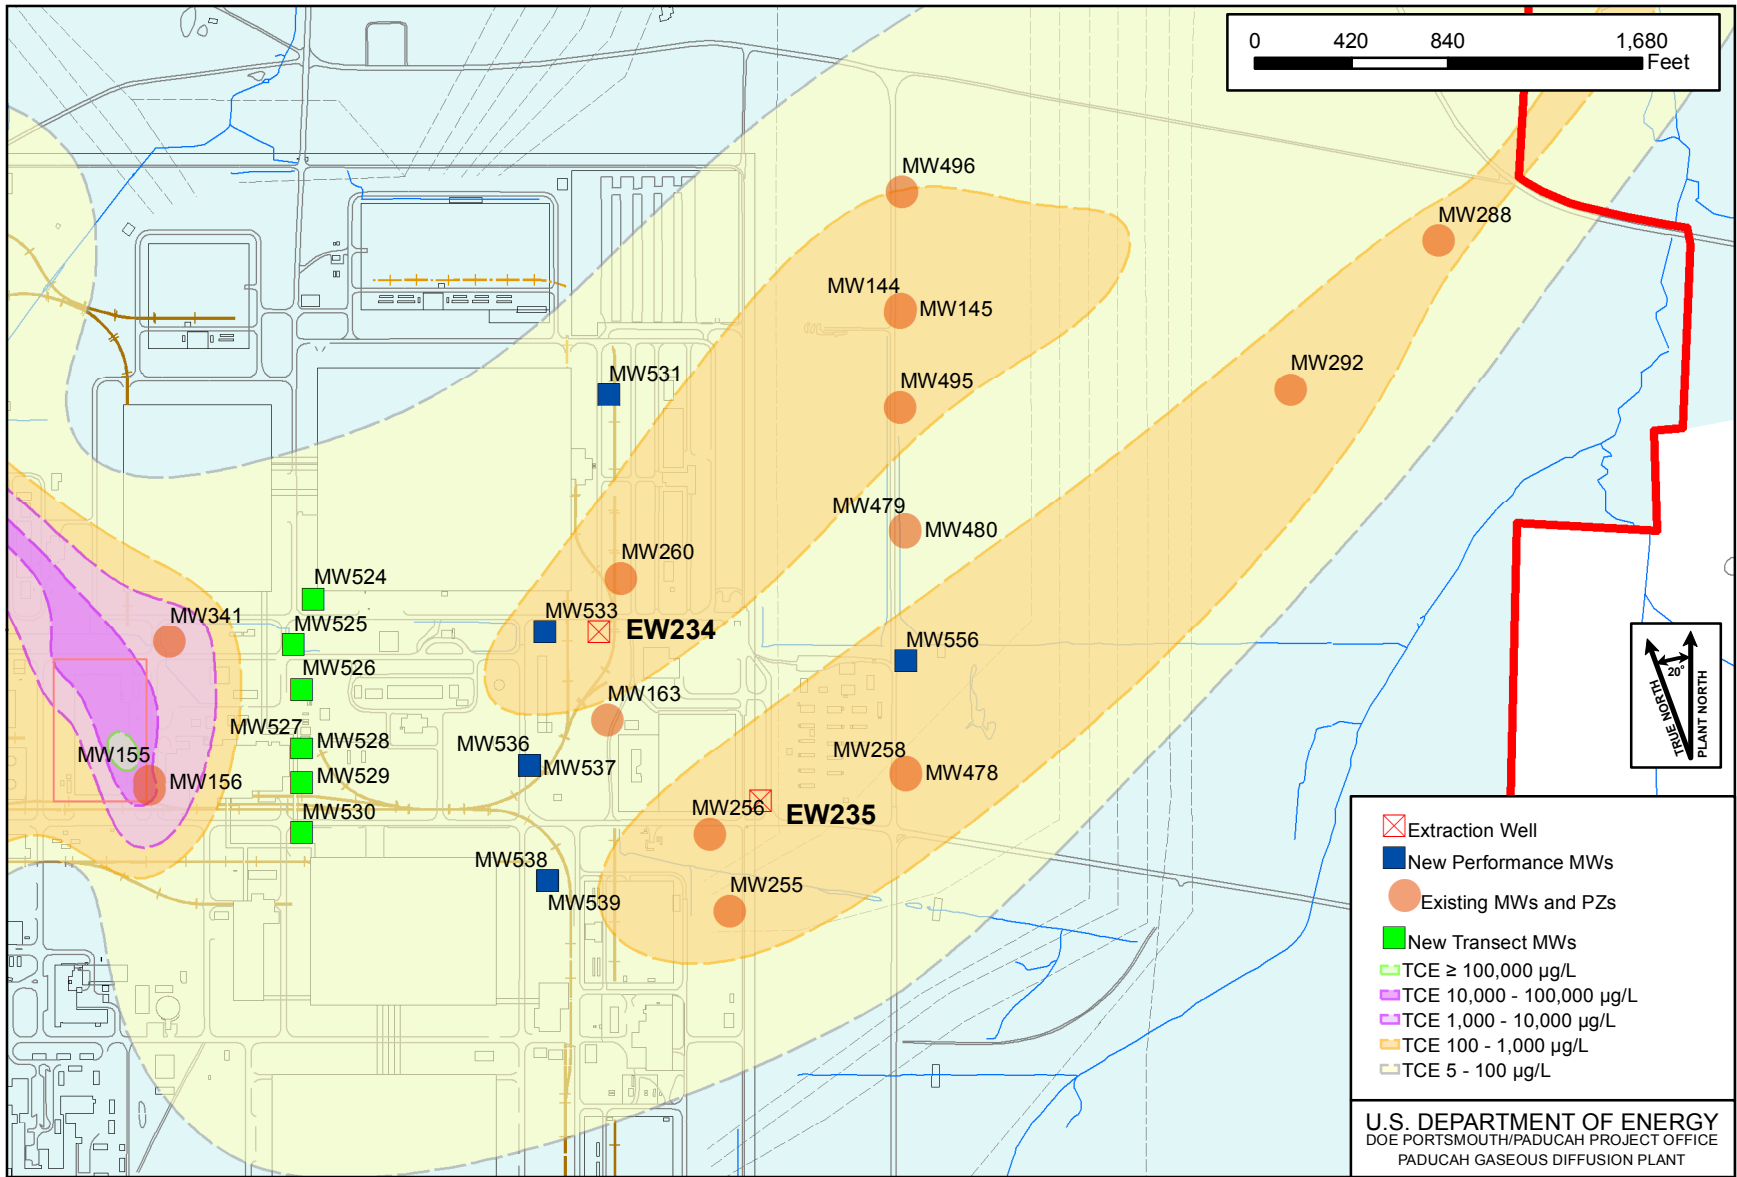 0 420 840 1,680
Feet
MW496
MW288
MW144
MW145
MW292
MW531
MW495
MW479
MW480
MW260
MW524
MW533
EW234
MW341
MW525
MW556
MW526
MW163
20°
TRUE NORTH
PLANT NORTH
MW527
MW528
MW536
MW537
MW155
MW156
MW529
MW258
MW478
MW256
EW235
MW530
MW538
MW539
MW255
Extraction Well
New Performance MWs
Existing MWs and PZs
New Transect MWs
TCE ≥ 100,000 µg/L
TCE 10,000 - 100,000 µg/L
TCE 1,000 - 10,000 µg/L
TCE 100 - 1,000 µg/L
TCE 5 - 100 µg/L
U.S. DEPARTMENT OF ENERGY
DOE PORTSMOUTH/PADUCAH PROJECT OFFICE
PADUCAH GASEOUS DIFFUSION PLANT